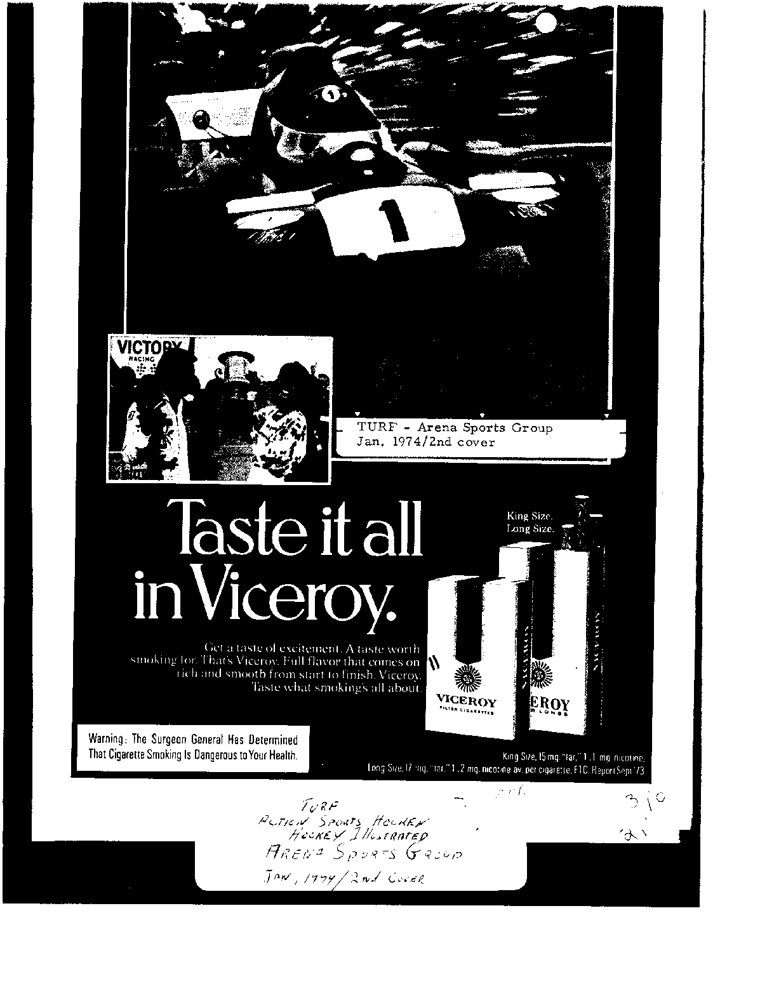 1
1
VICTORY
RACING
TURF - Arena Sports Group
Jan. 1974/2nd cover
Taste it all
in Viceroy.
King Size.
Long Size.
Get a taste of excitement. A taste worth
smoking for. That's Viceroy. Full flavor that comes on
rich and smooth from start to finish. Viceroy.
Taste what smoking's all about.
VICEROY
FILTER CIGARETTES
VICEROY
EROY
R LONGS
VICEROY
Warning: The Surgeon General Has Determined
That Cigarette Smoking Is Dangerous to Your Health.
King Size, 15 mg. "tar," 1.1 mg. nicotine;
Long Size, 17 mg. "tar," 1.2 mg. nicotine av. per cigarette, FTC Report Sept '73
TURF
ACTION SPORTS HOCKEY
HOCKEY ILLUSTRATED
ARENA SPORTS GROUP
JAN, 1974/2nd COVER